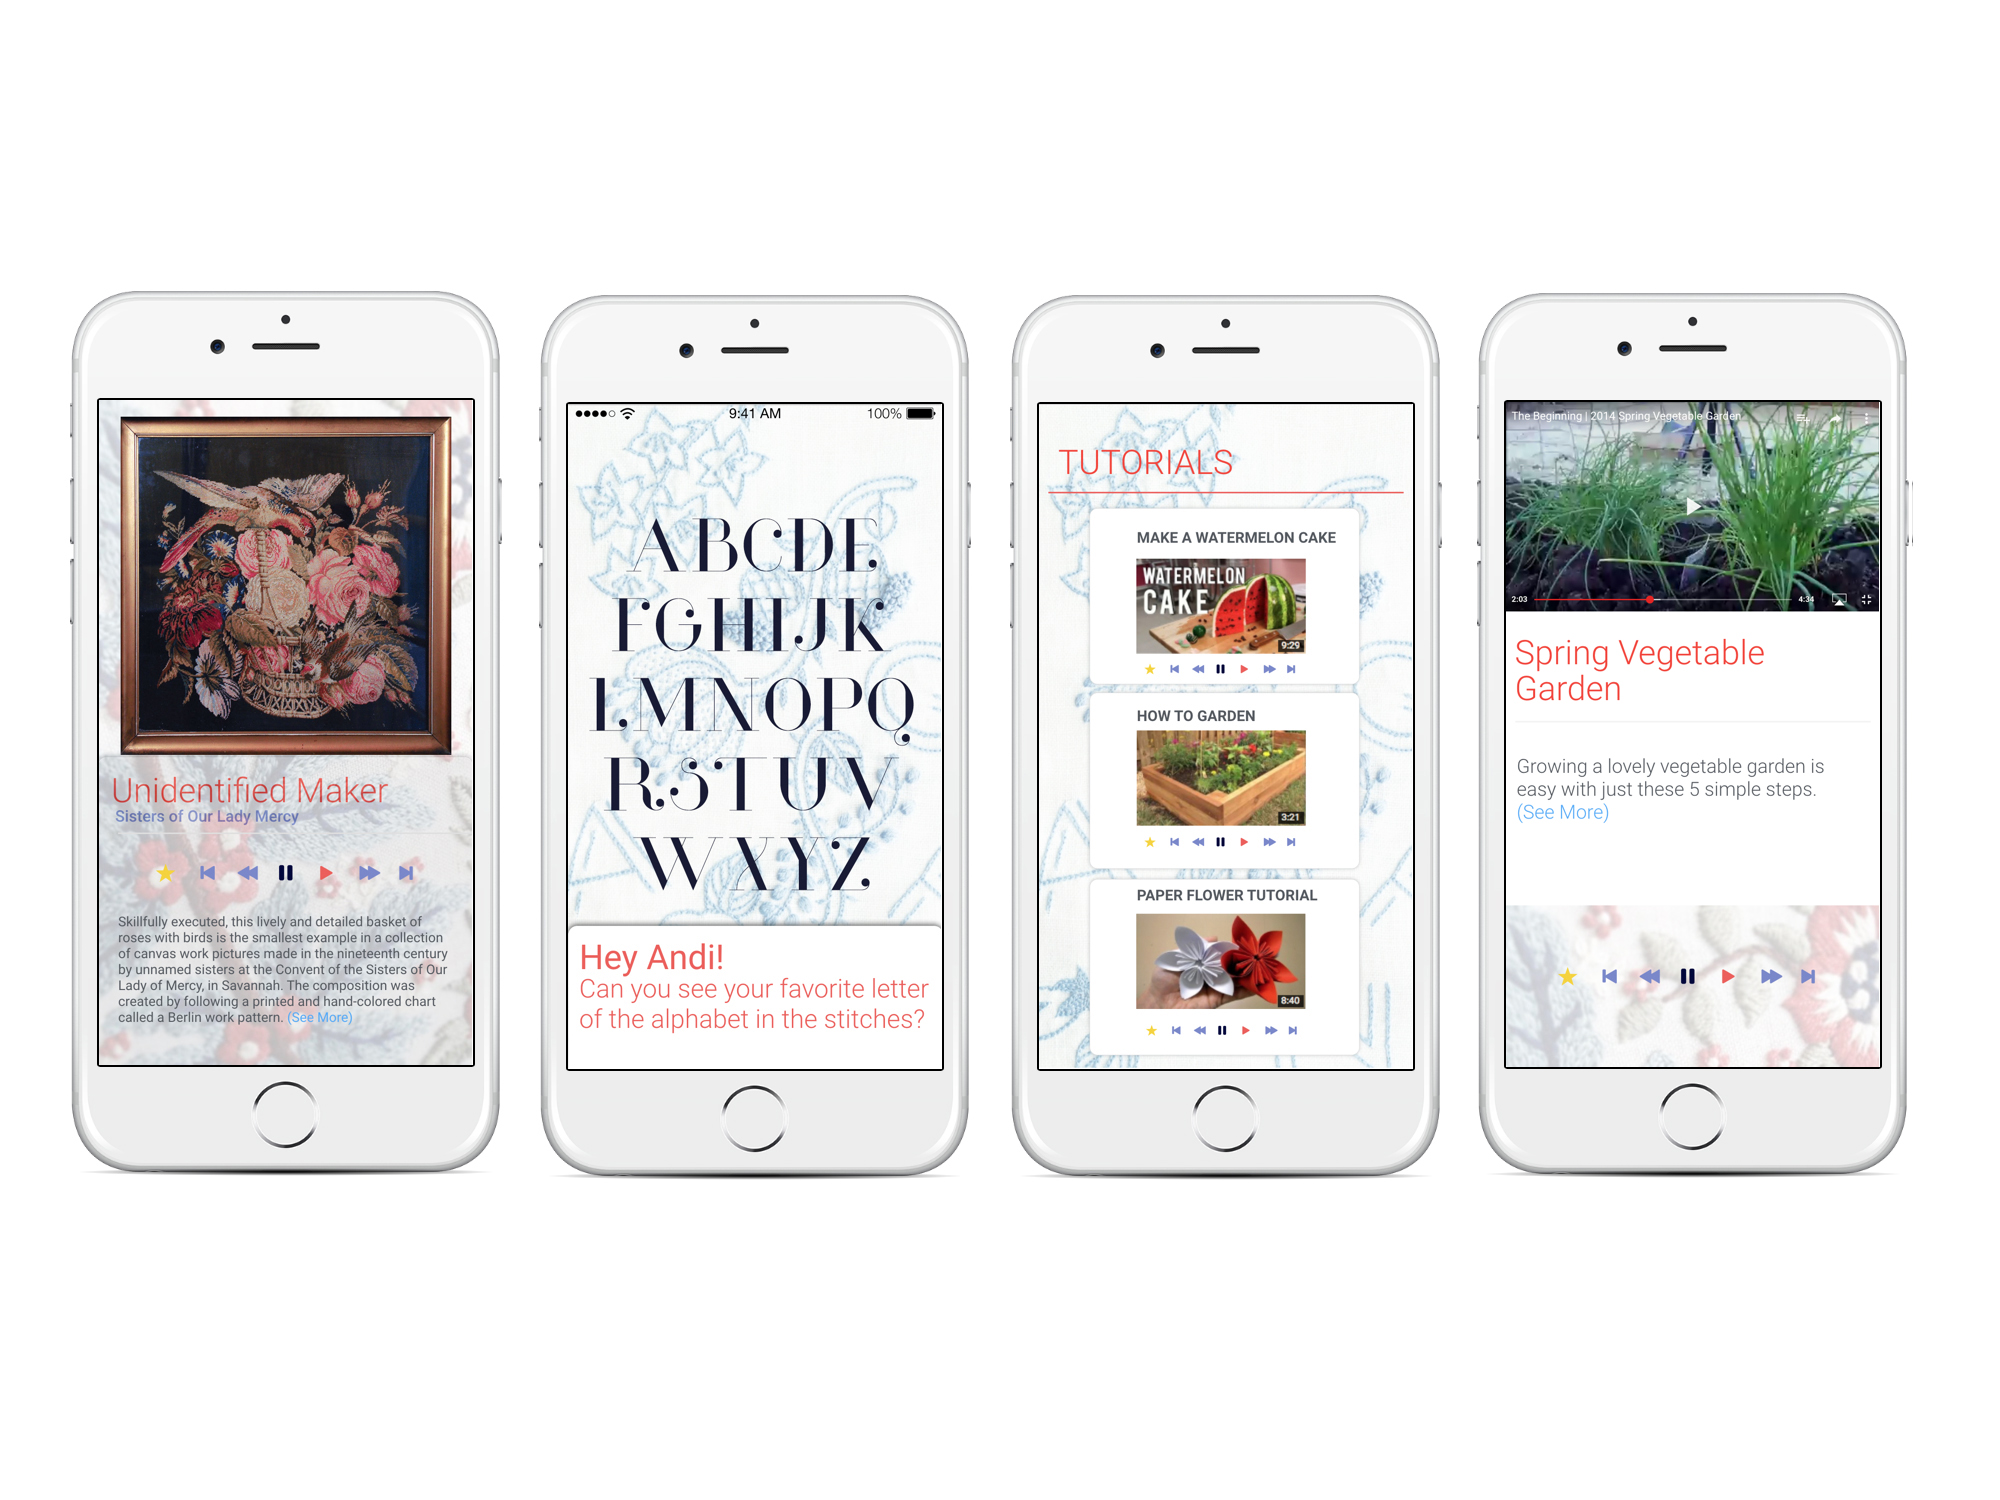 Unidentified Maker
Sisters of Our Lady Mercy
Skillfully executed, this lively and detailed basket of
roses with birds is the smallest example in a collection
of canvas work pictures made in the nineteenth century
by unnamed sisters at the Convent of the Sisters of Our
Lady of Mercy, in Savannah. The composition was
created by following a printed and hand-colored chart
called a Berlin work pattern. (See More)
9:41 AM
100%
ABCDE
FGHIJK
LMNOPQ
RSTUV
WXYZ
Hey Andi!
Can you see your favorite letter
of the alphabet in the stitches?
TUTORIALS
MAKE A WATERMELON CAKE
WATERMELON
CAKE
9:29
HOW TO GARDEN
3:21
PAPER FLOWER TUTORIAL
8:40
The Beginning | 2014 Spring Vegetable Garden
2:03
4:34
Spring Vegetable
Garden
Growing a lovely vegetable garden is
easy with just these 5 simple steps.
(See More)